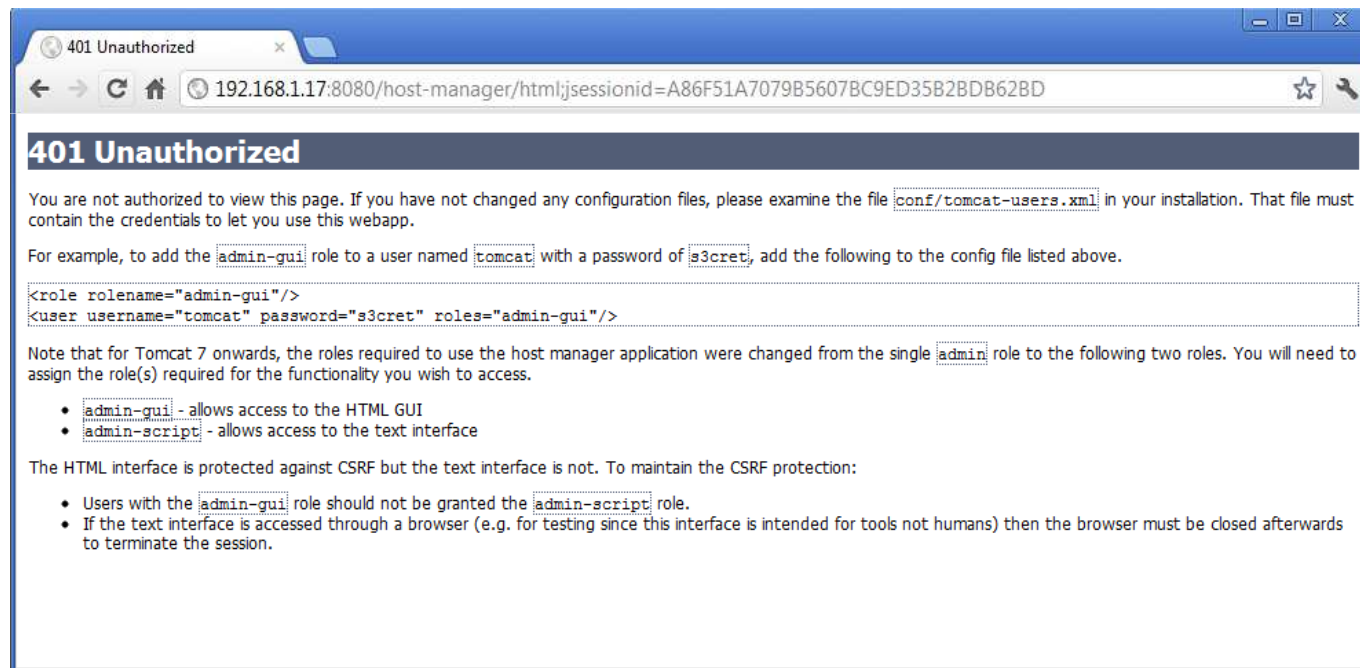 401 Unauthorized
192.168.1.17:8080/host-manager/html;jsessionid=A86F51A7079B5607BC9ED35B2BDB62BD
401 Unauthorized
You are not authorized to view this page. If you have not changed any configuration files, please examine the file conf/tomcat-users.xml in your installation. That file must
contain the credentials to let you use this webapp.
For example, to add the admin-gui role to a user named tomcat with a password of s3cret, add the following to the config file listed above.
<role rolename="admin-gui"/>
<user username="tomcat" password="s3cret" roles="admin-gui"/>
Note that for Tomcat 7 onwards, the roles required to use the host manager application were changed from the single admin role to the following two roles. You will need to
assign the role(s) required for the functionality you wish to access.
• admin-gui - allows access to the HTML GUI
• admin-script - allows access to the text interface
The HTML interface is protected against CSRF but the text interface is not. To maintain the CSRF protection:
• Users with the admin-gui role should not be granted the admin-script role.
• If the text interface is accessed through a browser (e.g. for testing since this interface is intended for tools not humans) then the browser must be closed afterwards
to terminate the session.